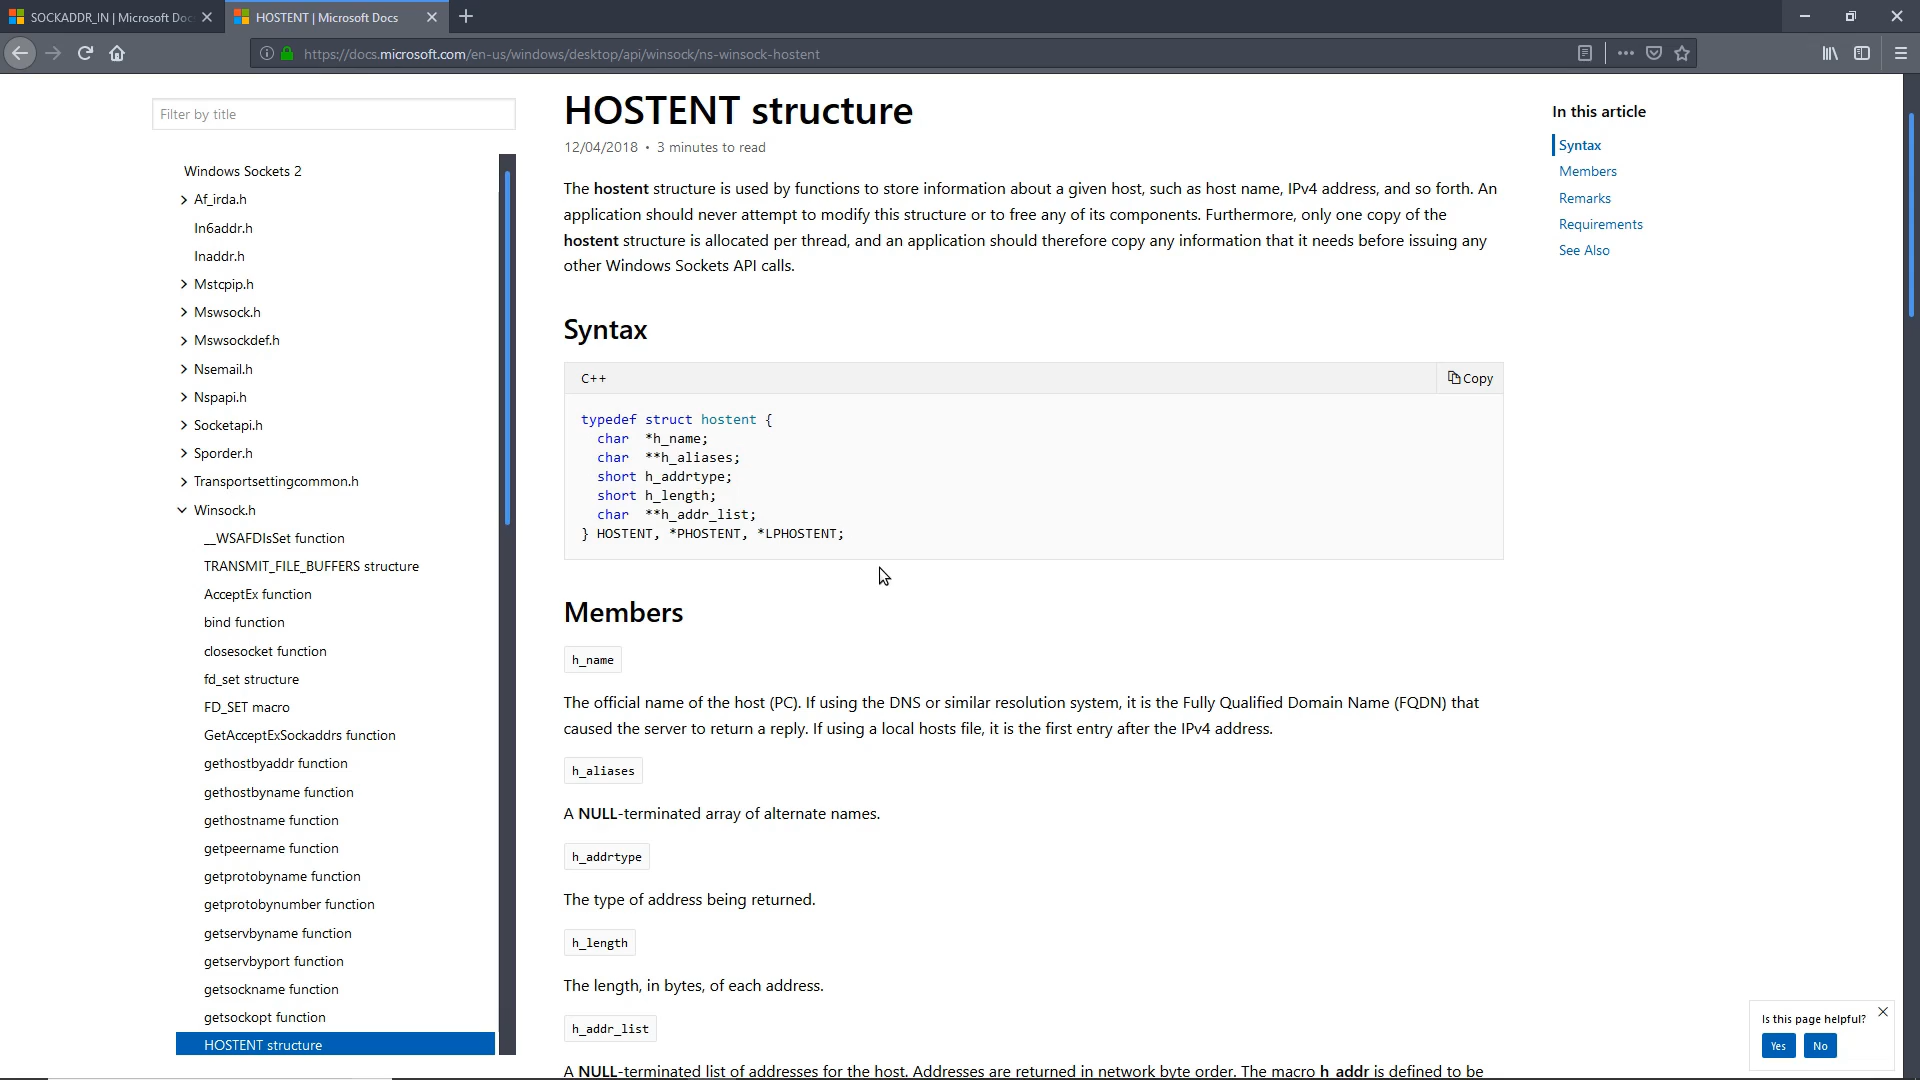 SOCKADDR_IN | Microsoft Doc
HOSTENT | Microsoft Docs
https://docs.microsoft.com/en-us/windows/desktop/api/winsock/ns-winsock-hostent
Filter by title
Windows Sockets 2
Af_irda.h
In6addr.h
Inaddr.h
Mstcpip.h
Mswsock.h
Mswsockdef.h
Nsemail.h
Nspapi.h
Socketapi.h
Sporder.h
Transportsettingcommon.h
Winsock.h
__WSAFDIsSet function
TRANSMIT_FILE_BUFFERS structure
AcceptEx function
bind function
closesocket function
fd_set structure
FD_SET macro
GetAcceptExSockaddrs function
gethostbyaddr function
gethostbyname function
gethostname function
getpeername function
getprotobyname function
getprotobynumber function
getservbyname function
getservbyport function
getsockname function
getsockopt function
HOSTENT structure
HOSTENT structure
12/04/2018 • 3 minutes to read
The hostent structure is used by functions to store information about a given host, such as host name, IPv4 address, and so forth. An
application should never attempt to modify this structure or to free any of its components. Furthermore, only one copy of the
hostent structure is allocated per thread, and an application should therefore copy any information that it needs before issuing any
other Windows Sockets API calls.
Syntax
C++
Copy
typedef struct hostent {
  char  *h_name;
  char  **h_aliases;
  short h_addrtype;
  short h_length;
  char  **h_addr_list;
} HOSTENT, *PHOSTENT, *LPHOSTENT;
Members
h_name
The official name of the host (PC). If using the DNS or similar resolution system, it is the Fully Qualified Domain Name (FQDN) that
caused the server to return a reply. If using a local hosts file, it is the first entry after the IPv4 address.
h_aliases
A NULL-terminated array of alternate names.
h_addrtype
The type of address being returned.
h_length
The length, in bytes, of each address.
h_addr_list
A NULL-terminated list of addresses for the host. Addresses are returned in network byte order. The macro h_addr is defined to be
In this article
Syntax
Members
Remarks
Requirements
See Also
Is this page helpful?
Yes
No